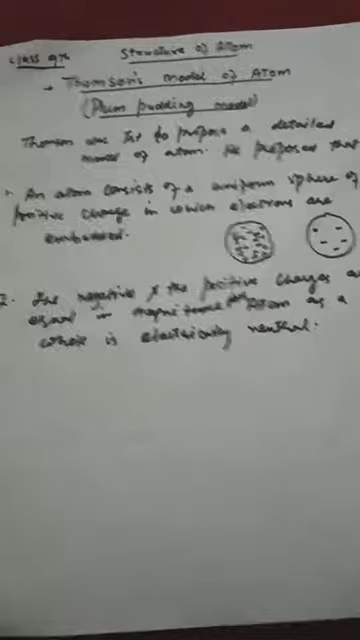 Class 9th Structure of Atom
→ Thomson's model of Atom
(Plum pudding model)
Thomson was 1st to propose a detailed
model of atom. He proposed that
An atom consists of a uniform sphere of
positive charge in which electrons are
embedded.
2. The negative & the positive charges are
equal in magnitude. Atom as a
whole is electrically neutral.